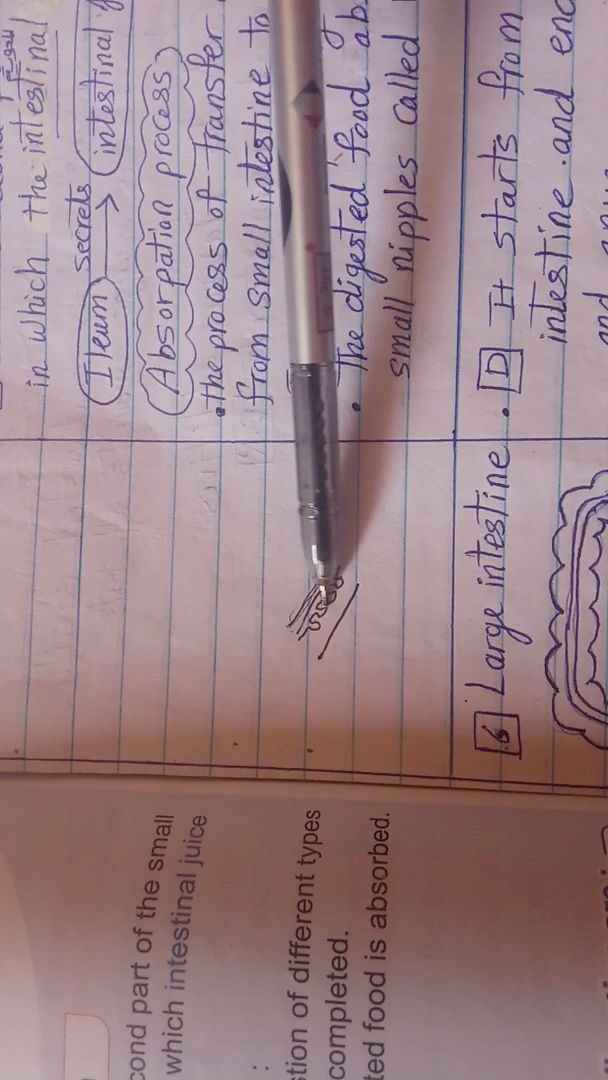 in which the intestinal
Ileum secrets → intestinal
Absorpation process
• the process of transfer
from small intestine to
• The digested food ab
small nipples called
6 Large intestine. D It starts from
intestine and end
and
cond part of the small
which intestinal juice
:
stion of different types
completed.
ted food is absorbed.